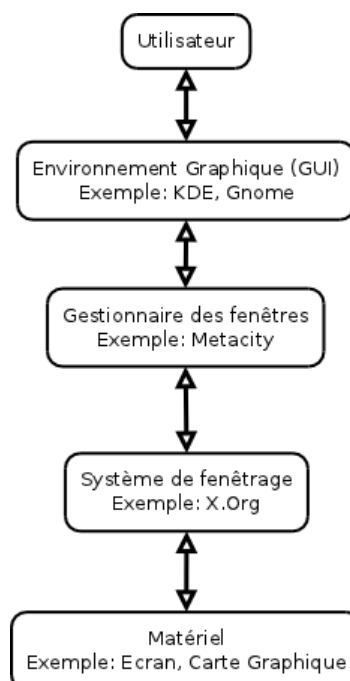 Utilisateur
Environnement Graphique (GUI)
Exemple: KDE, Gnome
Gestionnaire des fenêtres
Exemple: Metacity
Système de fenêtrage
Exemple: X.Org
Matériel
Exemple: Ecran, Carte Graphique